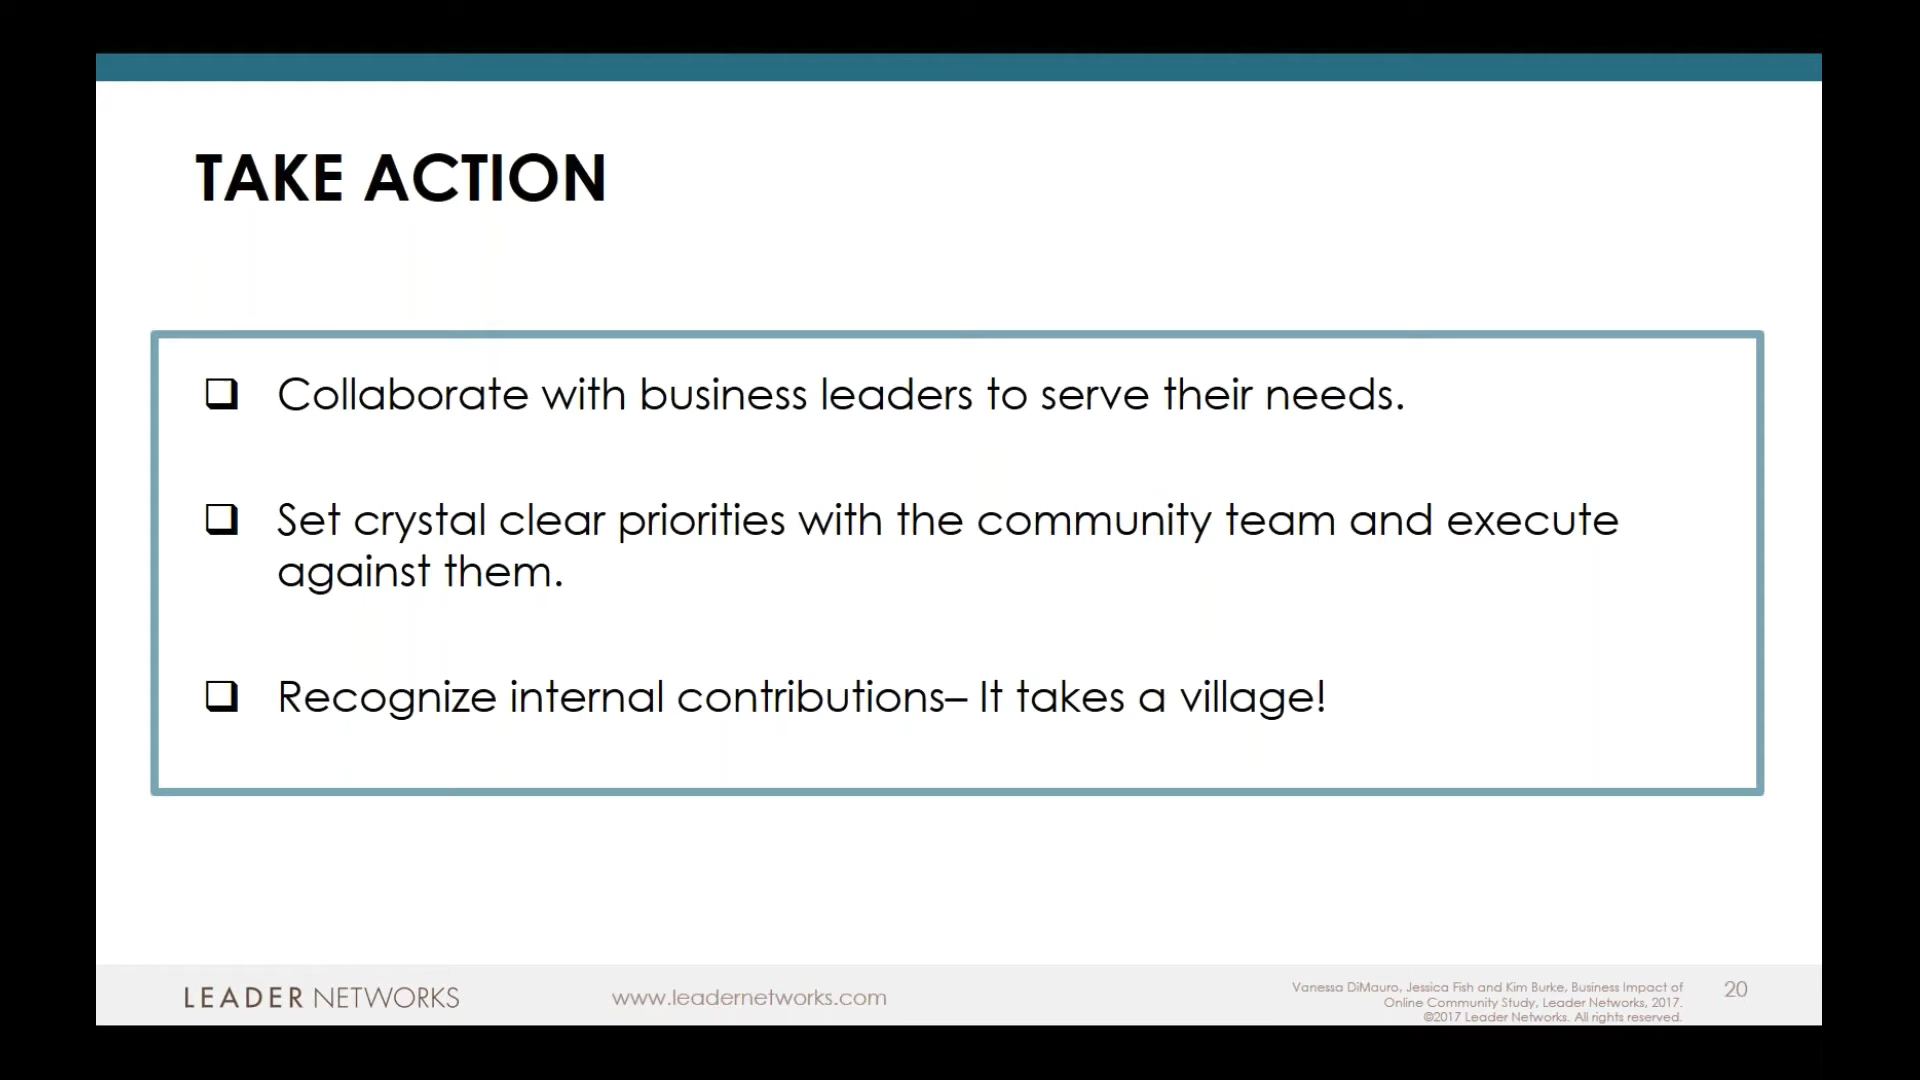 TAKE ACTION
❑ Collaborate with business leaders to serve their needs.
❑ Set crystal clear priorities with the community team and execute
against them.
❑ Recognize internal contributions– It takes a village!
LEADER NETWORKS
www.leadernetworks.com
Vanessa DiMauro, Jessica Fish and Kim Burke, Business Impact of
Online Community Study, Leader Networks, 2017.
©2017 Leader Networks. All rights reserved.
20